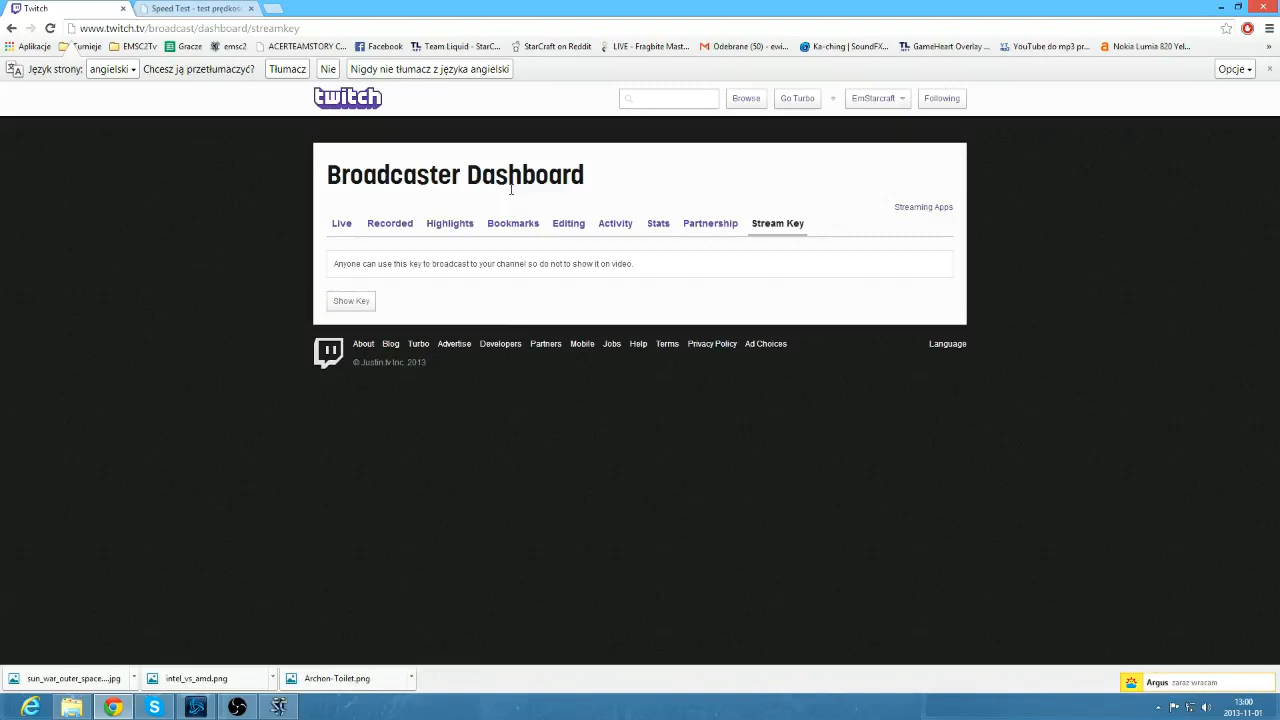 Twitch
Speed Test - test prędkoś
www.twitch.tv/broadcast/dashboard/streamkey
Aplikacje
Turnieje
EMSC2Tv
Gracze
emsc2
ACERTEAMSTORY C...
Facebook
Team Liquid - StarC...
StarCraft on Reddit
LIVE - Fragbite Mast...
Odebrane (50) - ewi...
Ka-ching | SoundFX...
GameHeart Overlay ...
YouTube do mp3 pr...
Nokia Lumia 820 Yel...
Język strony: angielski Chcesz ją przetłumaczyć? Tłumacz Nie Nigdy nie tłumacz z języka angielski Opcje
twitch Browse Go Turbo EmStarcraft Following
Broadcaster Dashboard
Streaming Apps
Live Recorded Highlights Bookmarks Editing Activity Stats Partnership Stream Key
Anyone can use this key to broadcast to your channel so do not to show it on video.
Show Key
About Blog Turbo Advertise Developers Partners Mobile Jobs Help Terms Privacy Policy Ad Choices Language
© Justin.tv Inc. 2013
sun_war_outer_space....jpg
intel_vs_amd.png
Archon-Toilet.png
Argus zaraz wracam
13:00
2013-11-01